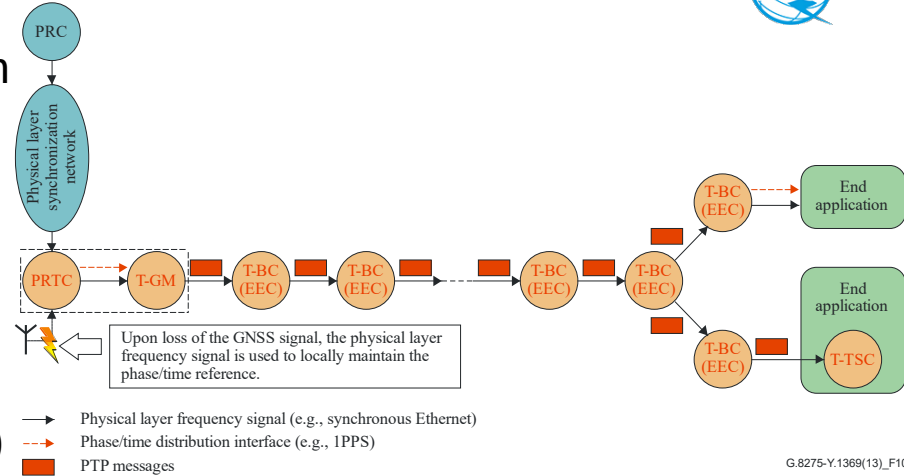 PRC
n
Physical layer
synchronization
network
PRTC
T-GM
T-BC
(EEC)
T-BC
(EEC)
T-BC
(EEC)
T-BC
(EEC)
T-BC
(EEC)
End
application
T-BC
(EEC)
End
application
T-TSC
Upon loss of the GNSS signal, the physical layer
frequency signal is used to locally maintain the
phase/time reference.
Physical layer frequency signal (e.g., synchronous Ethernet)
)
Phase/time distribution interface (e.g., 1PPS)
PTP messages
G.8275-Y.1369(13)_F10